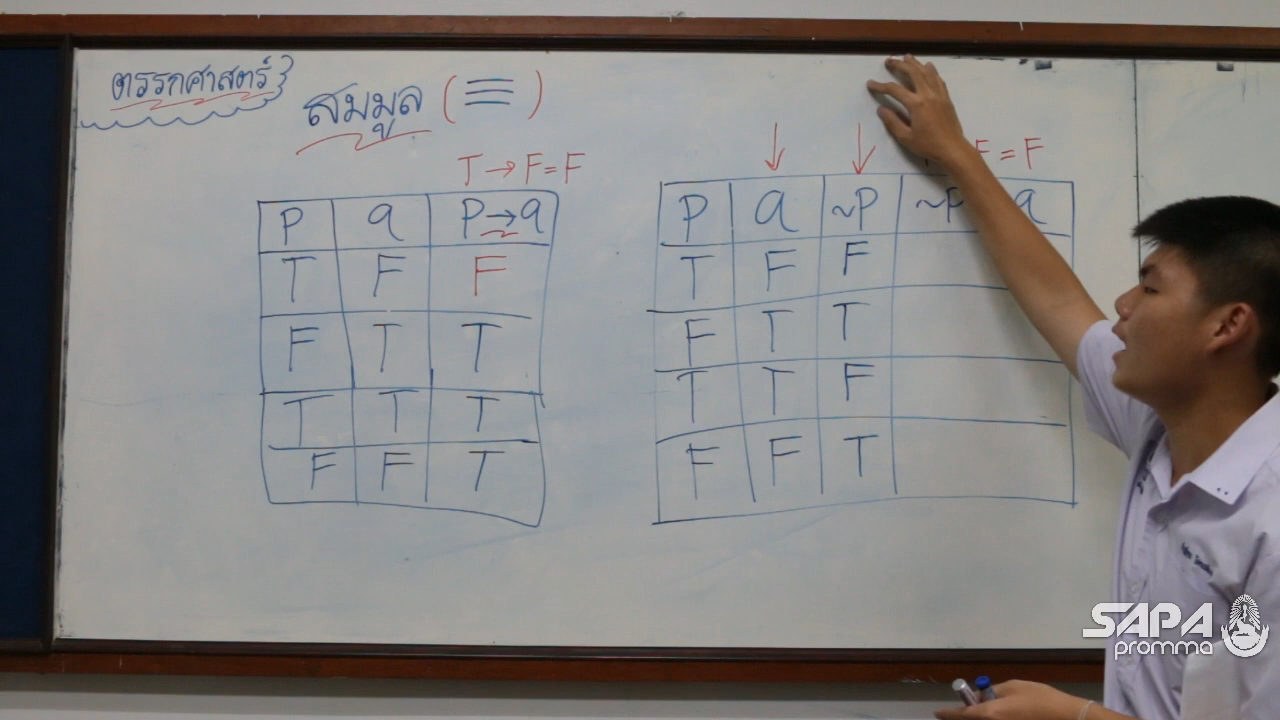 ตรรกศาสตร์
สมมูล (≡)
T → F = F
P q P→q
T F F
F T T
T T T
F F T
F = F
P q ~P ~P q
T F F
F T T
T T F
F F T
SAPA
promma